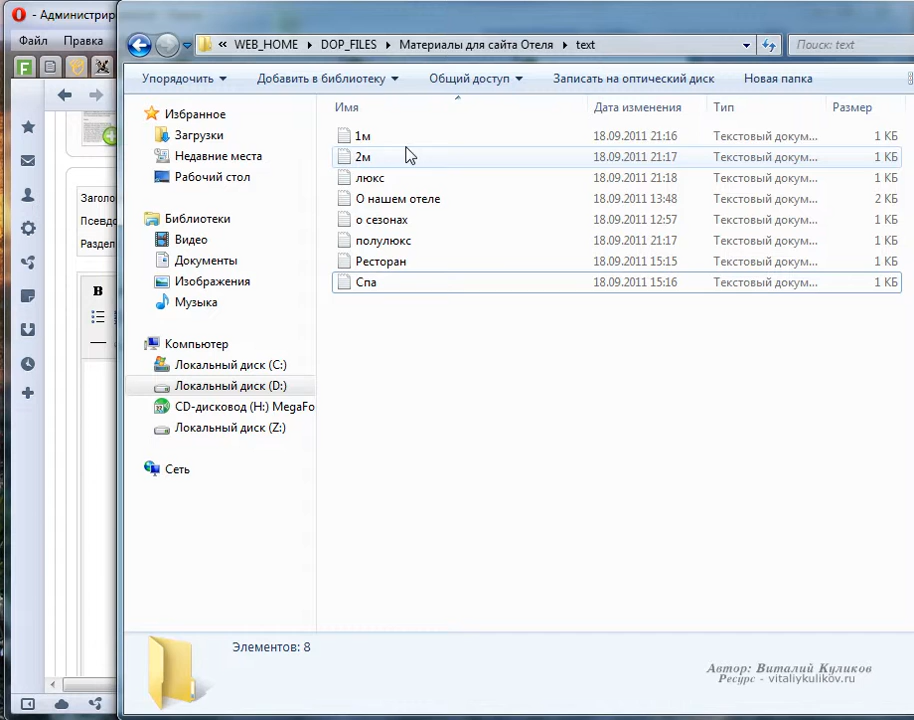 - Администрир
Файл Правка
WEB_HOME DOP_FILES Материалы для сайта Отеля text
Поиск: text
Упорядочить Добавить в библиотеку Общий доступ Записать на оптический диск Новая папка
Имя Дата изменения Тип Размер
Избранное
Загрузки
Недавние места
Рабочий стол
Библиотеки
Видео
Документы
Изображения
Музыка
Компьютер
Локальный диск (C:)
Локальный диск (D:)
CD-дисковод (H:) MegaFo
Локальный диск (Z:)
Сеть
1м 18.09.2011 21:16 Текстовый докум... 1 КБ
2м 18.09.2011 21:17 Текстовый докум... 1 КБ
люкс 18.09.2011 21:18 Текстовый докум... 1 КБ
О нашем отеле 18.09.2011 13:48 Текстовый докум... 2 КБ
о сезонах 18.09.2011 12:57 Текстовый докум... 1 КБ
полулюкс 18.09.2011 21:17 Текстовый докум... 1 КБ
Ресторан 18.09.2011 15:15 Текстовый докум... 1 КБ
Спа 18.09.2011 15:16 Текстовый докум... 1 КБ
Заголо
Псевдо
Раздел
B
Элементов: 8
Автор: Виталий Куликов
Ресурс - vitaliykulikov.ru